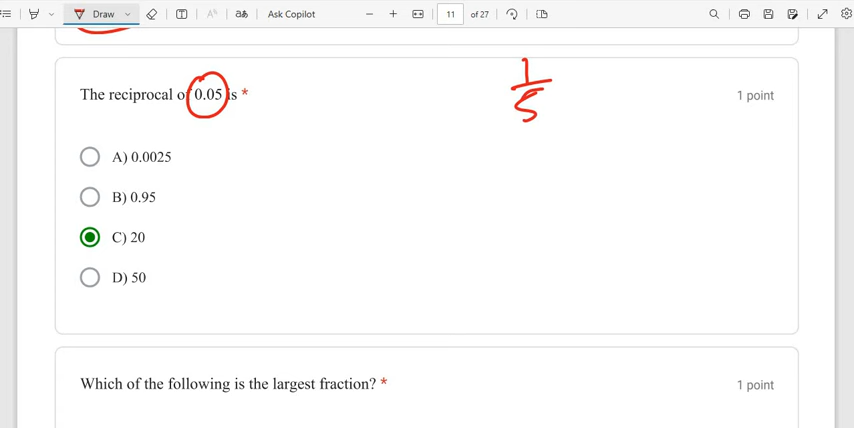 Draw
Ask Copilot
11
of 27
The reciprocal of 0.05 is *
1 point
1
5
A) 0.0025
B) 0.95
C) 20
D) 50
Which of the following is the largest fraction? *
1 point